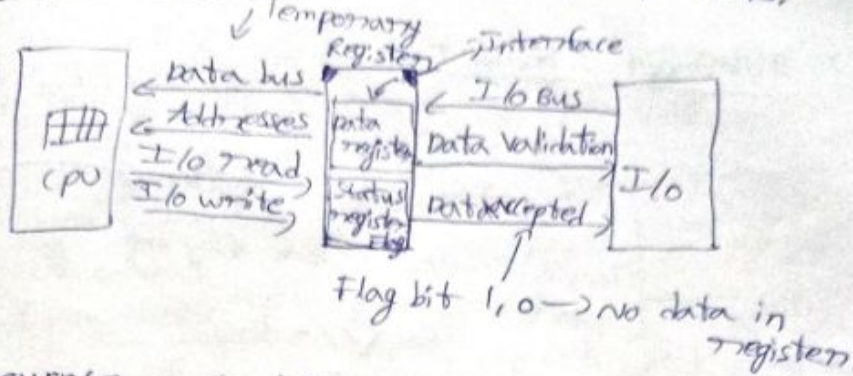 Temporary
Register
Interface
Data bus
Addresses
I/O read
I/O write
CPU
Data
register
Status
register
Flag
I/O Bus
Data validation
Data accepted
I/O
Flag bit 1, 0 → No data in
register